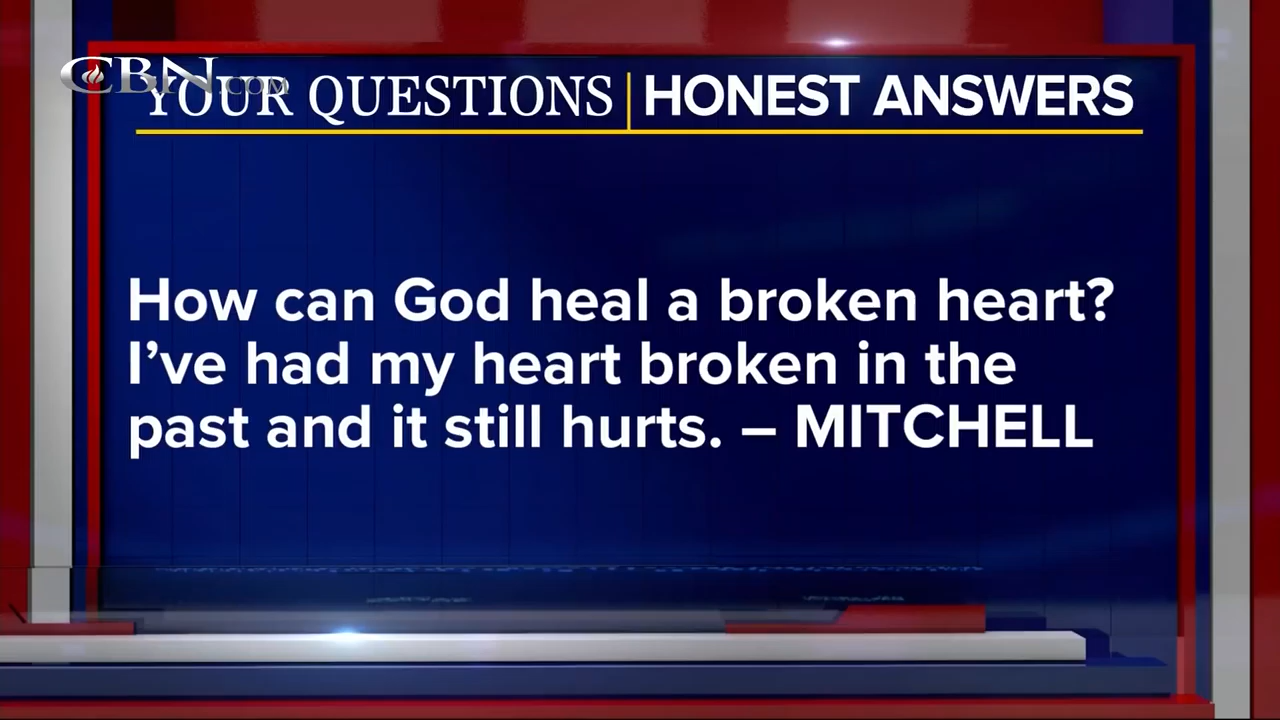 CBN.COM
YOUR QUESTIONS | HONEST ANSWERS
How can God heal a broken heart?
I’ve had my heart broken in the
past and it still hurts. – MITCHELL